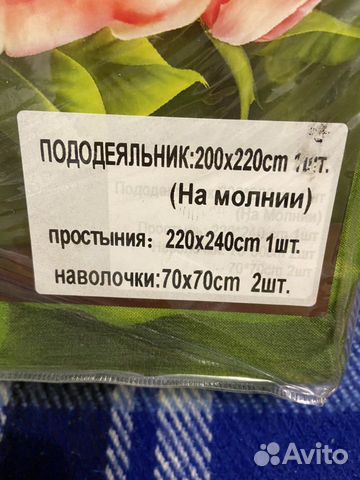 ПОДОДЕЯЛЬНИК:200x220cm 1шт.
(На молнии)
простыния: 220x240cm 1шт.
наволочки:70x70cm 2шт.
Avito